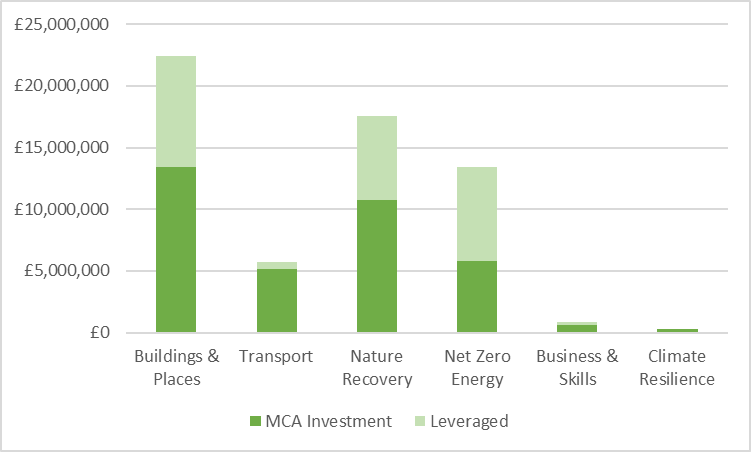 £25,000,000
£20,000,000
£15,000,000
£10,000,000
£5,000,000
£0
Buildings & Places
Transport
Nature Recovery
Net Zero Energy
Business & Skills
Climate Resilience
MCA Investment
Leveraged